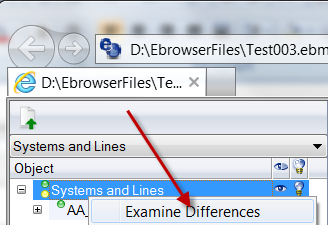 D:\EbrowserFiles\Test003.ebm
D:\EbrowserFiles\Te...
Systems and Lines
Object
Systems and Lines
AA_
Examine Differences